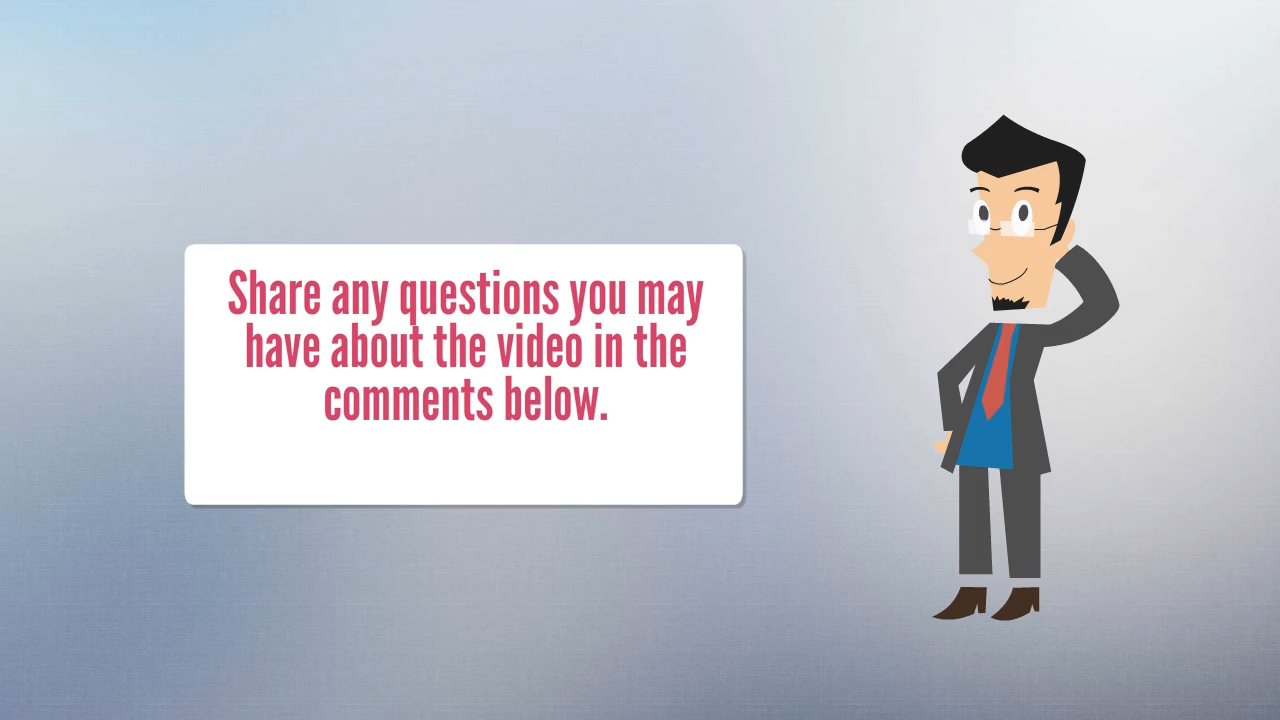 Share any questions you may
have about the video in the
comments below.